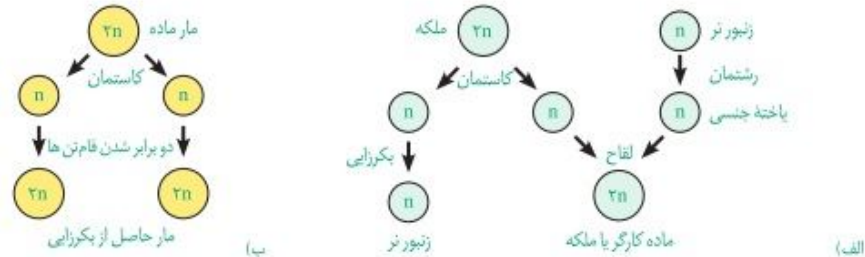 زنبور نر
n
رشتمان
یاختهٔ جنسی
n
ملکه
۲n
کاستمان
n
n
لقاح
بکرزایی
۲n
n
ماده کارگر یا ملکه
زنبور نر
الف)
مار ماده
۲n
کاستمان
n
n
دو برابر شدن فام‌تن ها
۲n
۲n
مار حاصل از بکرزایی
ب)